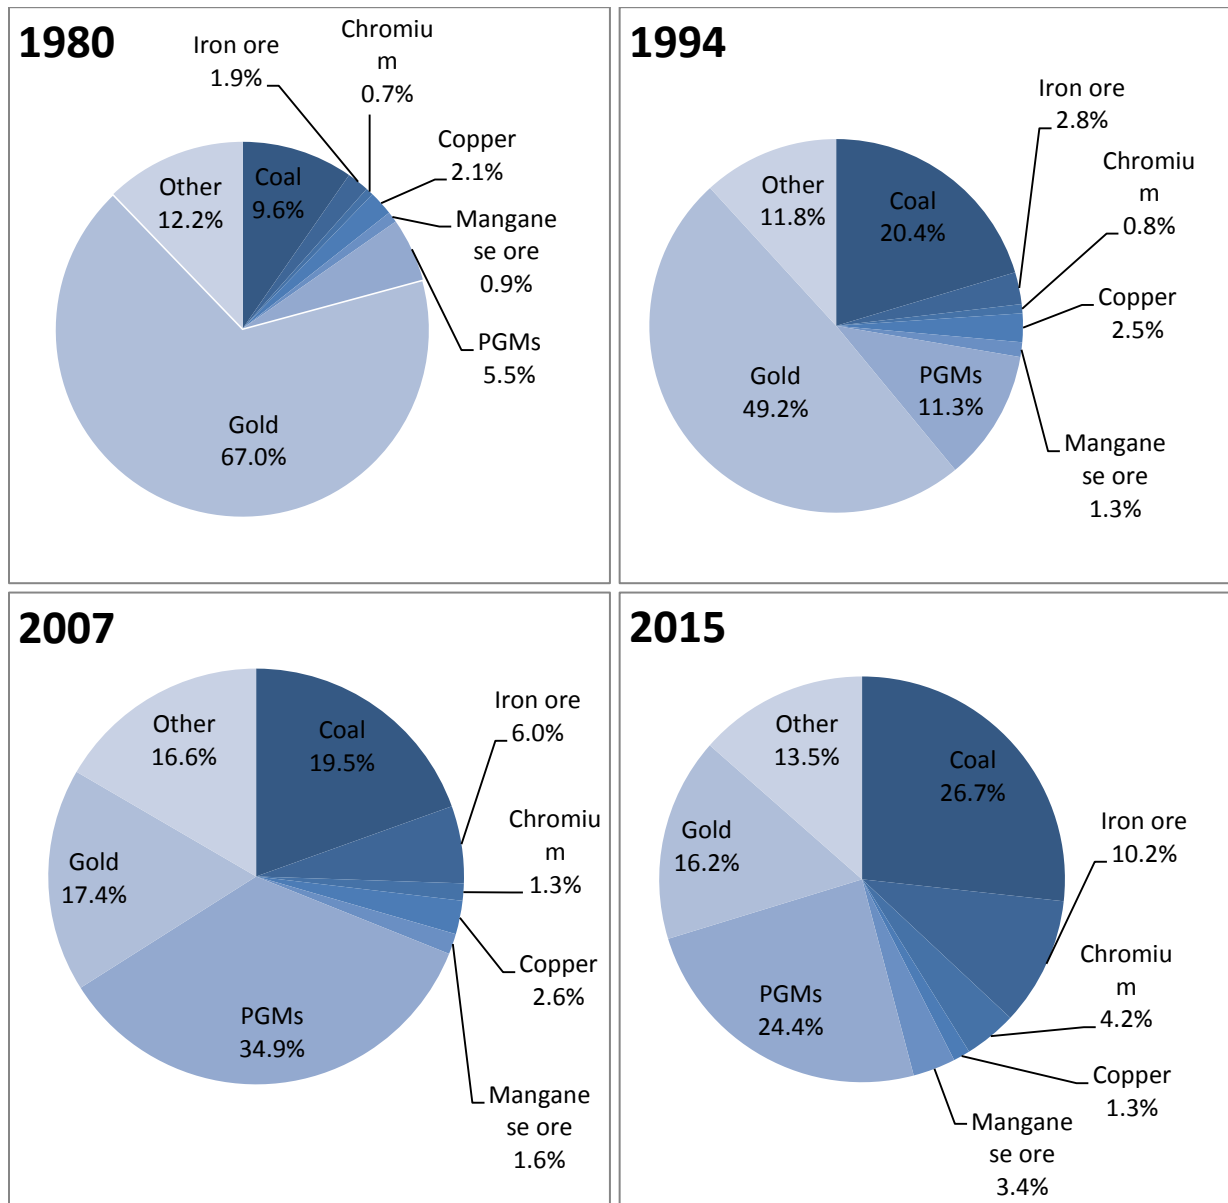 1980
Iron ore
1.9%
Chromiu
m
0.7%
Copper
2.1%
Mangane
se ore
0.9%
PGMs
5.5%
Gold
67.0%
Other
12.2%
Coal
9.6%
1994
Iron ore
2.8%
Chromiu
m
0.8%
Copper
2.5%
Mangane
se ore
1.3%
PGMs
11.3%
Gold
49.2%
Other
11.8%
Coal
20.4%
2007
Iron ore
6.0%
Chromiu
m
1.3%
Copper
2.6%
Mangane
se ore
1.6%
PGMs
34.9%
Gold
17.4%
Other
16.6%
Coal
19.5%
2015
Iron ore
10.2%
Chromiu
m
4.2%
Copper
1.3%
Mangane
se ore
3.4%
PGMs
24.4%
Gold
16.2%
Other
13.5%
Coal
26.7%